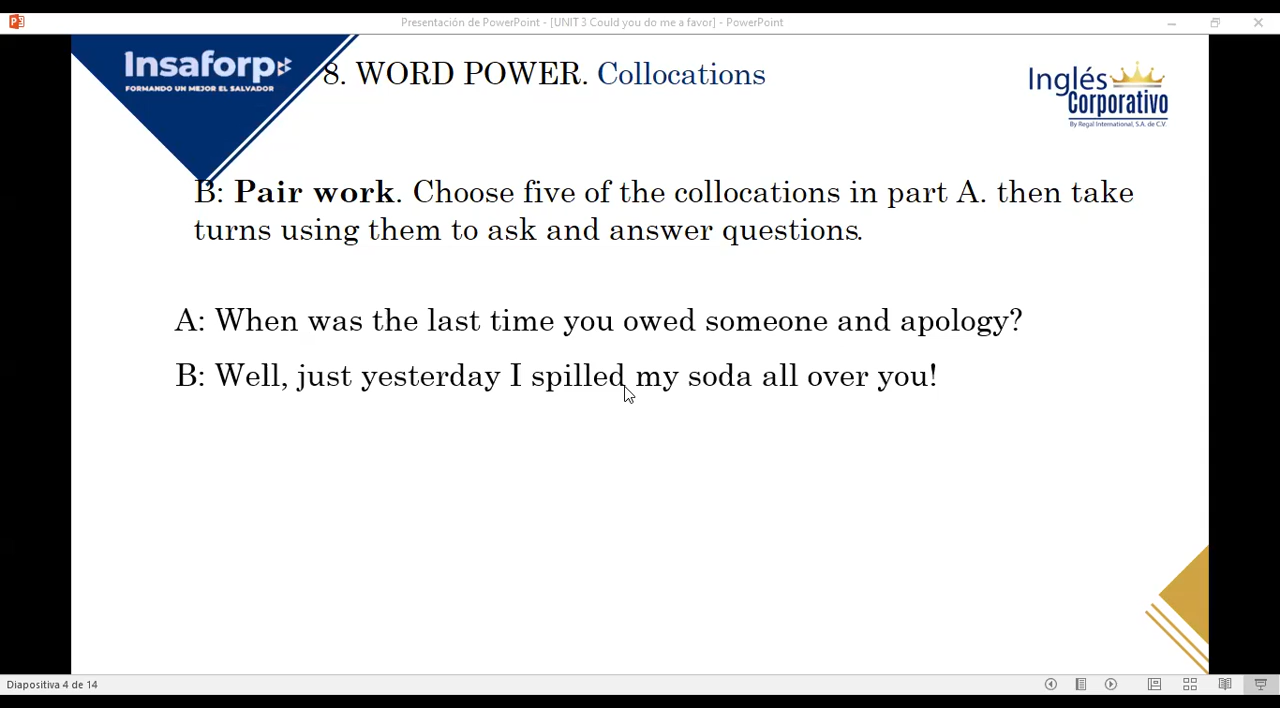 Presentación de PowerPoint - [UNIT 3 Could you do me a favor] - PowerPoint
Insaforp
FORMANDO UN MEJOR EL SALVADOR
8. WORD POWER. Collocations
Inglés
Corporativo
By Regal International, S.A. de C.V.
B: Pair work. Choose five of the collocations in part A. then take
turns using them to ask and answer questions.
A: When was the last time you owed someone and apology?
B: Well, just yesterday I spilled my soda all over you!
Diapositiva 4 de 14